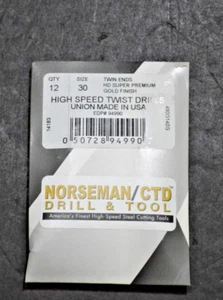 QTY SIZE TWIN ENDS
12 30 HD SUPER PREMIUM
GOLD FINISH
HIGH SPEED TWIST DRILLS
UNION MADE IN USA
EDP# 94990
0 50728 94990
NORSEMAN/CTD
DRILL & TOOL
America's Finest High-Speed Steel Cutting Tools